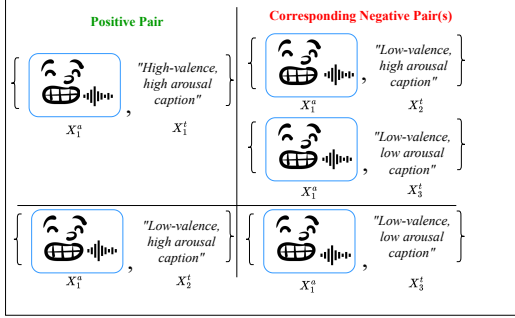 Positive Pair
Corresponding Negative Pair(s)
{ , "High-valence,
high arousal
caption" }
X_1^a X_1^t
{ , "Low-valence,
high arousal
caption" }
X_1^a X_2^t
{ , "Low-valence,
low arousal
caption" }
X_1^a X_3^t
{ , "Low-valence,
high arousal
caption" }
X_1^a X_2^t
{ , "Low-valence,
low arousal
caption" }
X_1^a X_3^t